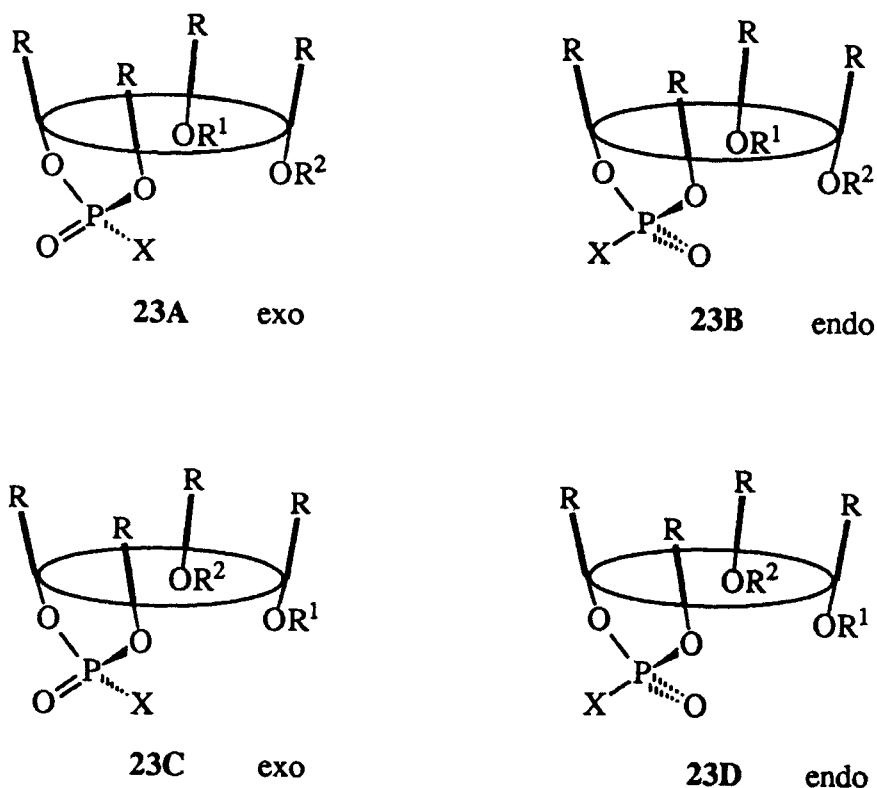 R R R R
R R R R
OR¹ OR¹
O O OR² O O OR²
O P X X P O
23A exo 23B endo
R R R R
R R R R
OR² OR²
O O OR¹ O O OR¹
O P X X P O
23C exo 23D endo